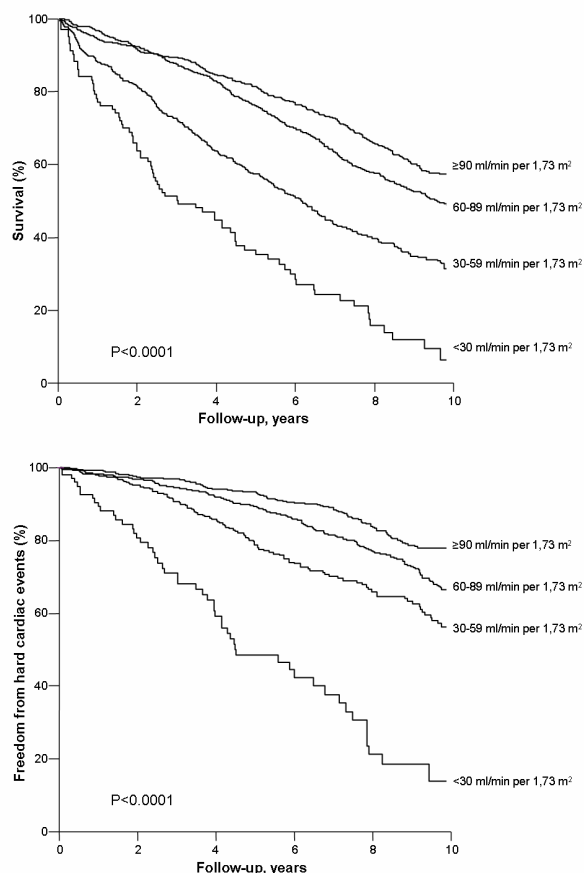 100
80
60
40
20
0
Survival (%)
≥90 ml/min per 1,73 m²
60-89 ml/min per 1,73 m²
30-59 ml/min per 1,73 m²
<30 ml/min per 1,73 m²
P<0.0001
0 2 4 6 8 10
Follow-up, years
100
80
60
40
20
0
Freedom from hard cardiac events (%)
≥90 ml/min per 1,73 m²
60-89 ml/min per 1,73 m²
30-59 ml/min per 1,73 m²
<30 ml/min per 1,73 m²
P<0.0001
0 2 4 6 8 10
Follow-up, years